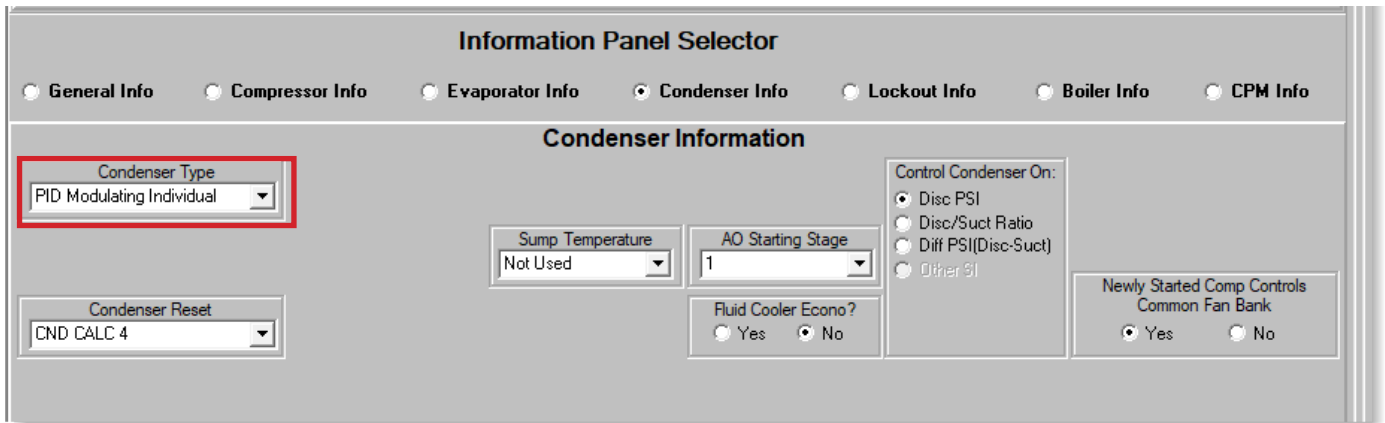 Information Panel Selector
General Info Compressor Info Evaporator Info Condenser Info Lockout Info Boiler Info CPM Info
Condenser Information
Condenser Type
PID Modulating Individual
Sump Temperature
Not Used
AO Starting Stage
1
Control Condenser On:
Disc PSI
Disc/Suct Ratio
Diff PSI(Disc-Suct)
Other SI
Condenser Reset
CND CALC 4
Fluid Cooler Econo?
Yes No
Newly Started Comp Controls
Common Fan Bank
Yes No